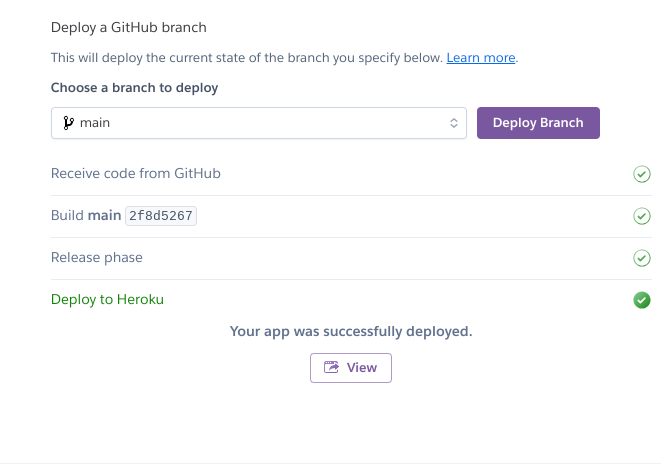 Deploy a GitHub branch
This will deploy the current state of the branch you specify below. Learn more.
Choose a branch to deploy
main
Deploy Branch
Receive code from GitHub
Build main 2f8d5267
Release phase
Deploy to Heroku
Your app was successfully deployed.
View